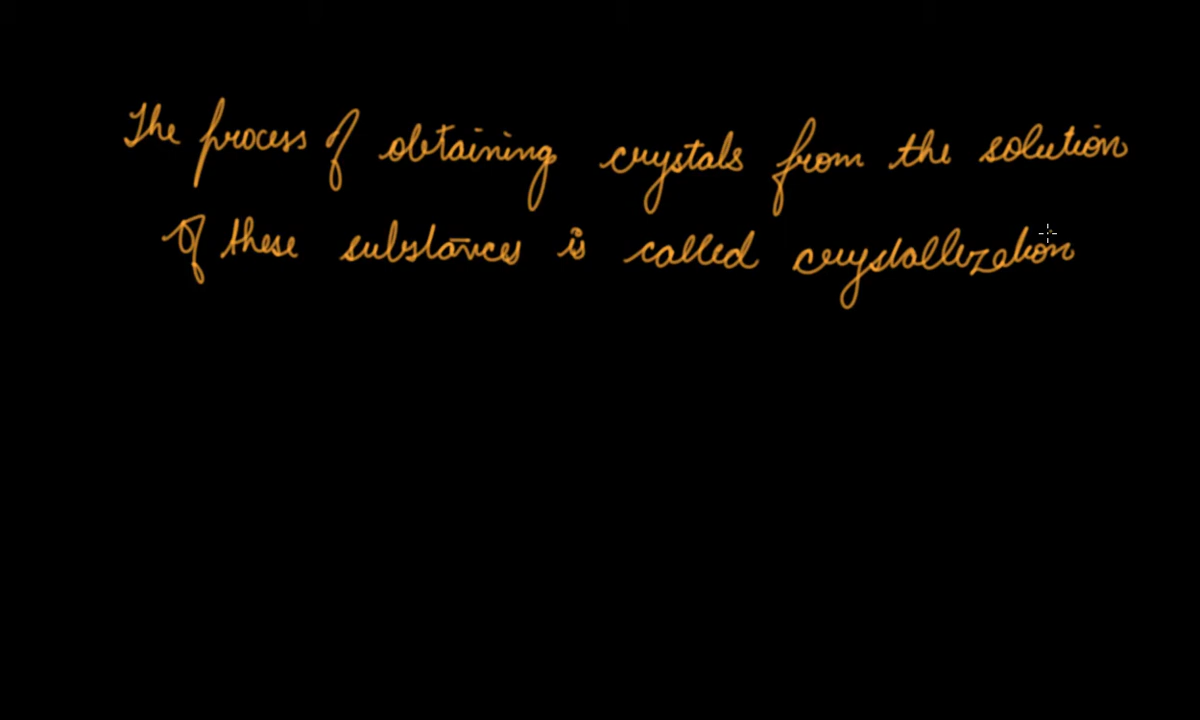 The process of obtaining crystals from the solution
of these substances is called crystallization